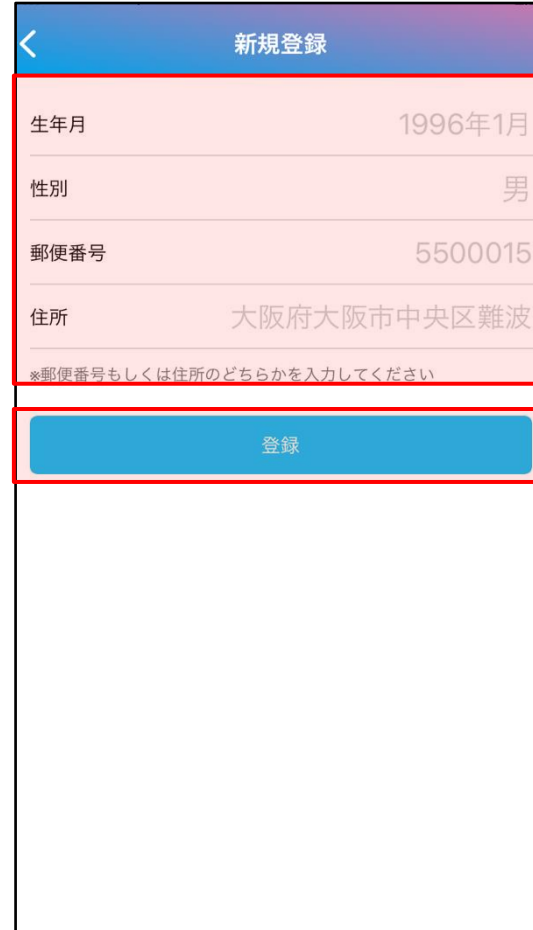 新規登録
生年月 1996年1月
性別 男
郵便番号 5500015
住所 大阪府大阪市中央区難波
※郵便番号もしくは住所のどちらかを入力してください
登録